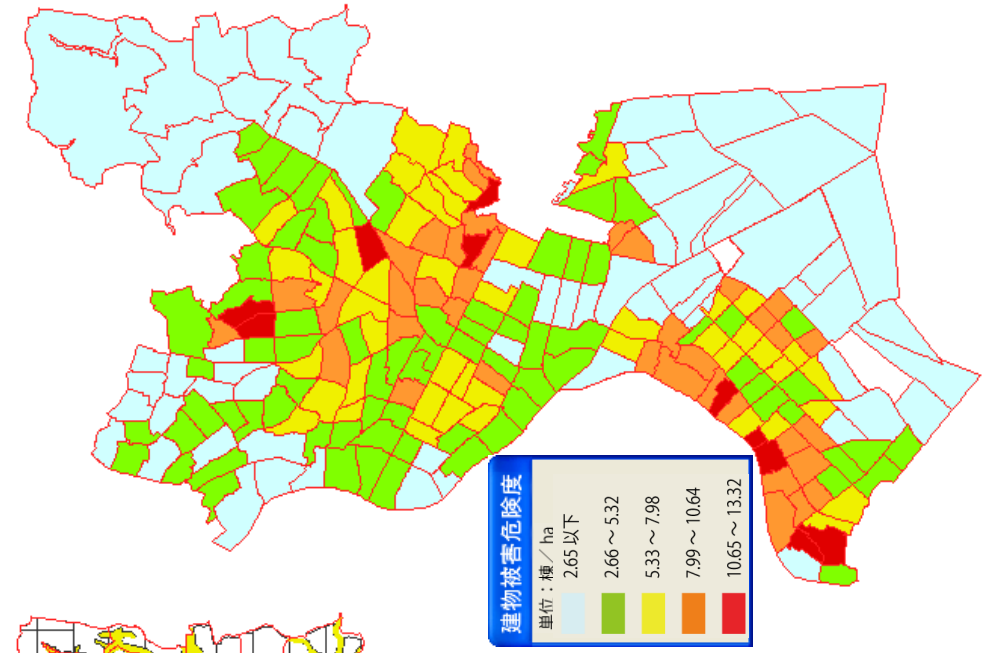 建物被害危険度
単位：棟／ha
2.65 以下
2.66 ～ 5.32
5.33 ～ 7.98
7.99 ～ 10.64
10.65 ～ 13.32